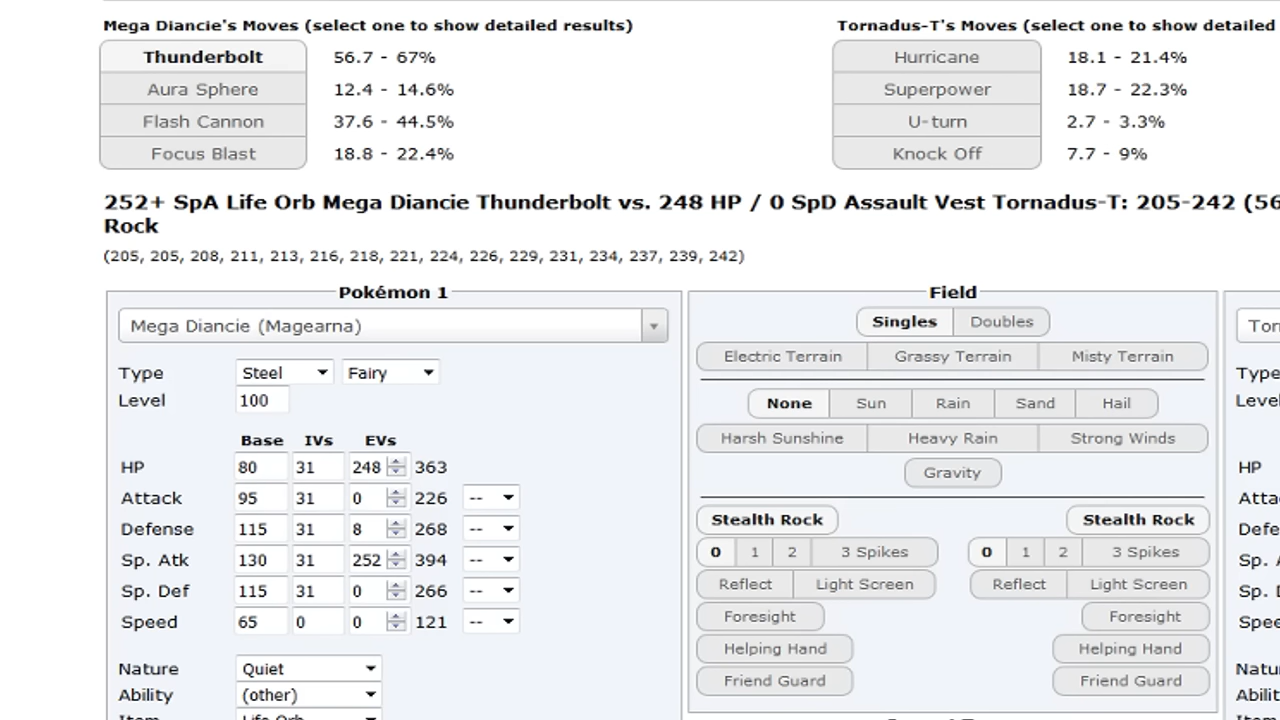 Mega Diancie's Moves (select one to show detailed results) Tornadus-T's Moves (select one to show detailed
Thunderbolt 56.7 - 67% Hurricane 18.1 - 21.4%
Aura Sphere 12.4 - 14.6% Superpower 18.7 - 22.3%
Flash Cannon 37.6 - 44.5% U-turn 2.7 - 3.3%
Focus Blast 18.8 - 22.4% Knock Off 7.7 - 9%
252+ SpA Life Orb Mega Diancie Thunderbolt vs. 248 HP / 0 SpD Assault Vest Tornadus-T: 205-242 (56
Rock
(205, 205, 208, 211, 213, 216, 218, 221, 224, 226, 229, 231, 234, 237, 239, 242)
Pokémon 1 Field
Mega Diancie (Magearna) Singles Doubles Tor
Electric Terrain Grassy Terrain Misty Terrain
Type Steel Fairy Type
Level 100 None Sun Rain Sand Hail Level
Base IVs EVs Harsh Sunshine Heavy Rain Strong Winds
HP 80 31 248 363 Gravity HP
Attack 95 31 0 226 -- Atta
Defense 115 31 8 268 -- Stealth Rock Stealth Rock Defe
Sp. Atk 130 31 252 394 -- 0 1 2 3 Spikes 0 1 2 3 Spikes Sp. A
Sp. Def 115 31 0 266 -- Reflect Light Screen Reflect Light Screen Sp. D
Speed 65 0 0 121 -- Foresight Foresight Spee
Helping Hand Helping Hand
Nature Quiet Friend Guard Friend Guard Natur
Ability (other) Abilit
Item Life Orb